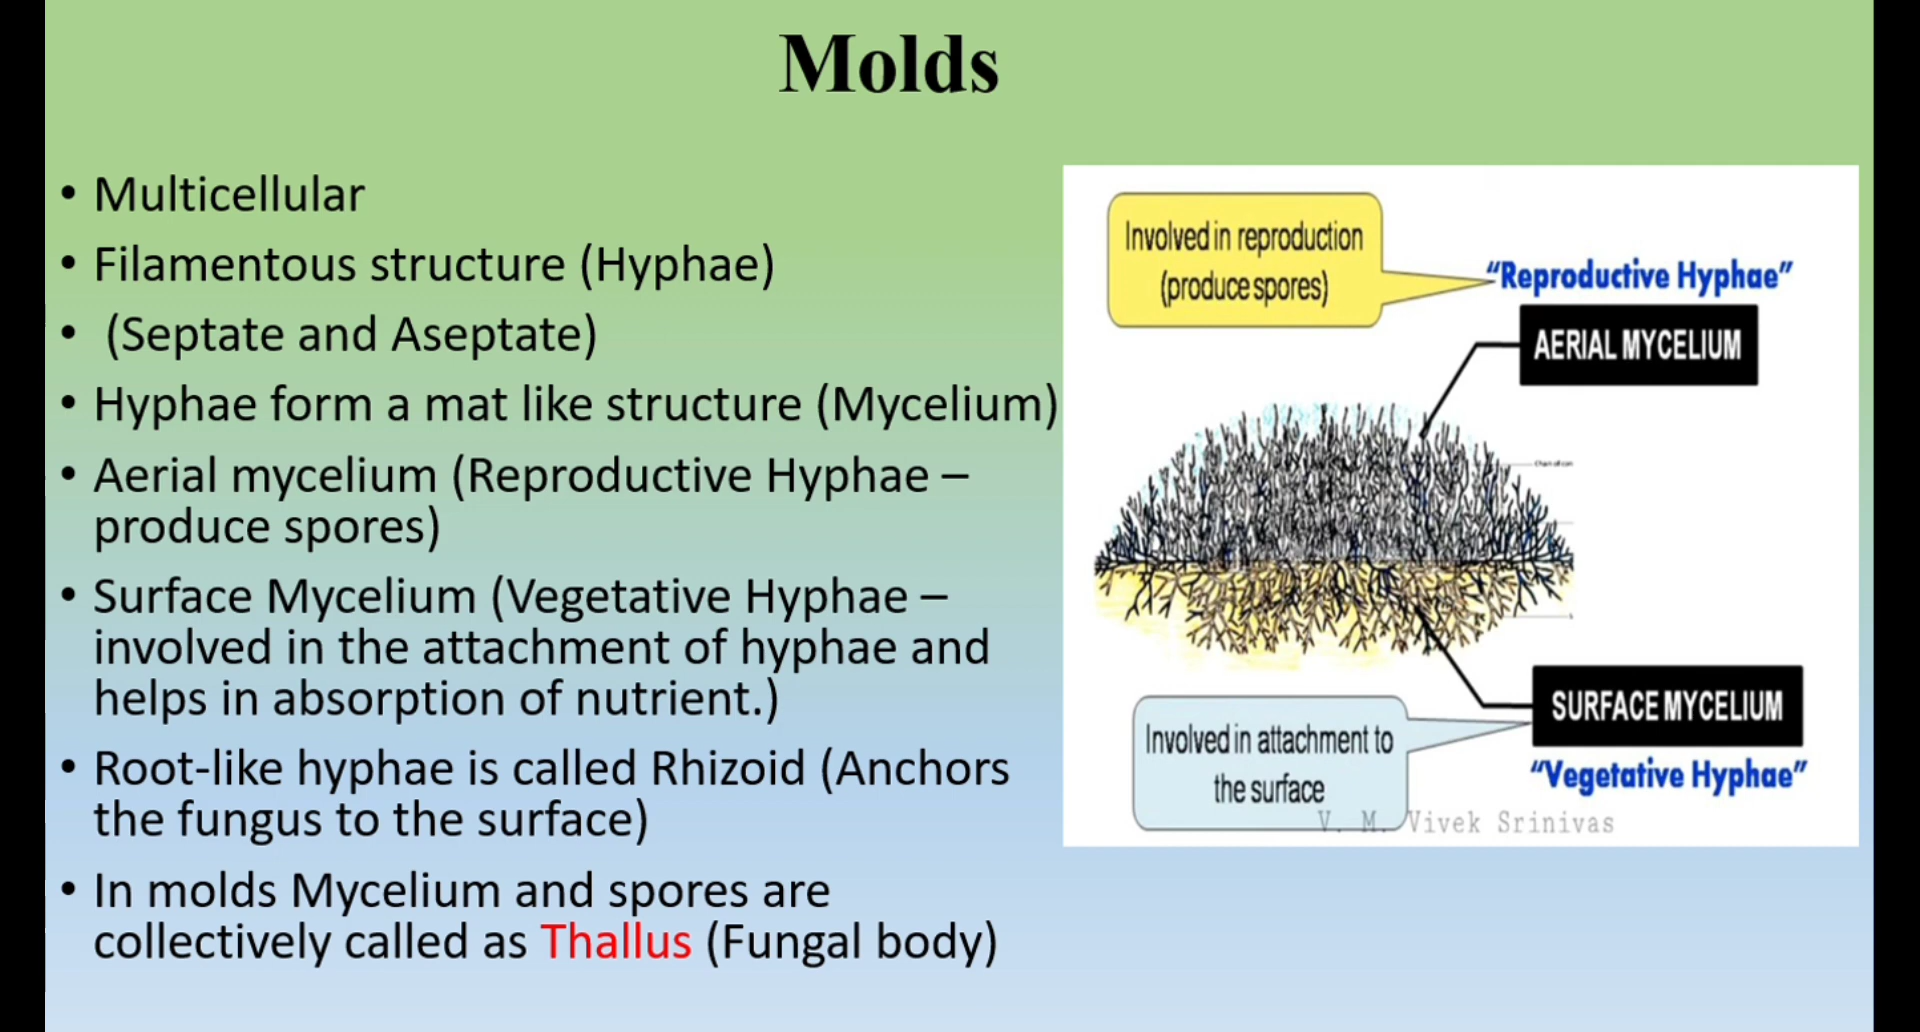 Molds
• Multicellular
• Filamentous structure (Hyphae)
• (Septate and Aseptate)
• Hyphae form a mat like structure (Mycelium)
• Aerial mycelium (Reproductive Hyphae –
produce spores)
• Surface Mycelium (Vegetative Hyphae –
involved in the attachment of hyphae and
helps in absorption of nutrient.)
• Root-like hyphae is called Rhizoid (Anchors
the fungus to the surface)
• In molds Mycelium and spores are
collectively called as Thallus (Fungal body)
Involved in reproduction
(produce spores)
“Reproductive Hyphae”
AERIAL MYCELIUM
SURFACE MYCELIUM
“Vegetative Hyphae”
Involved in attachment to
the surface
V. M. Vivek Srinivas